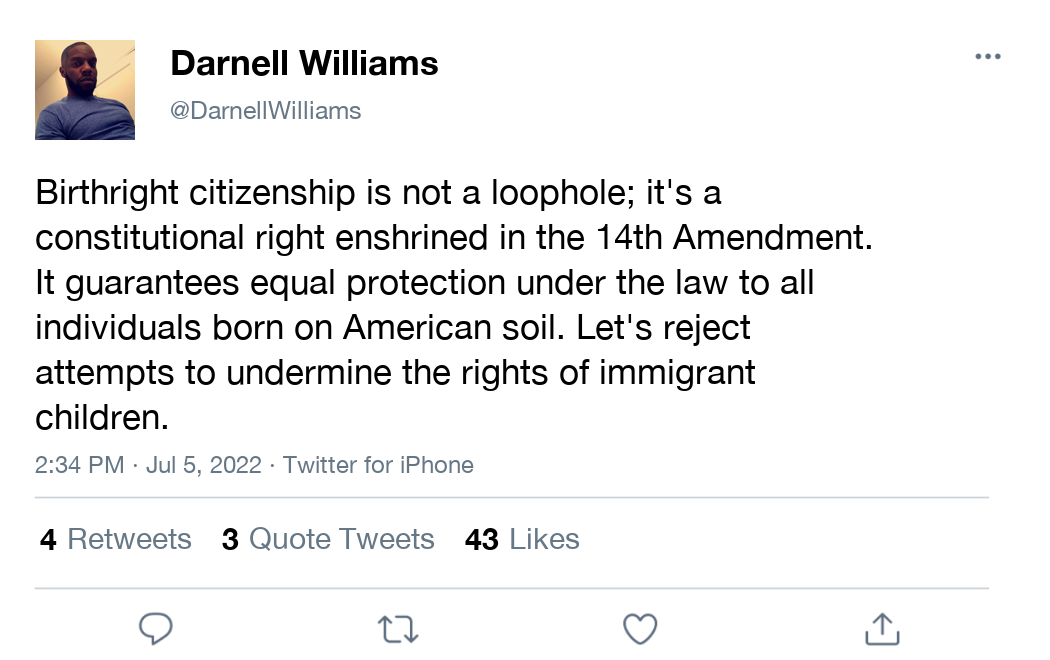 Darnell Williams
@DarnellWilliams
Birthright citizenship is not a loophole; it's a
constitutional right enshrined in the 14th Amendment.
It guarantees equal protection under the law to all
individuals born on American soil. Let's reject
attempts to undermine the rights of immigrant
children.
2:34 PM · Jul 5, 2022 · Twitter for iPhone
4 Retweets 3 Quote Tweets 43 Likes